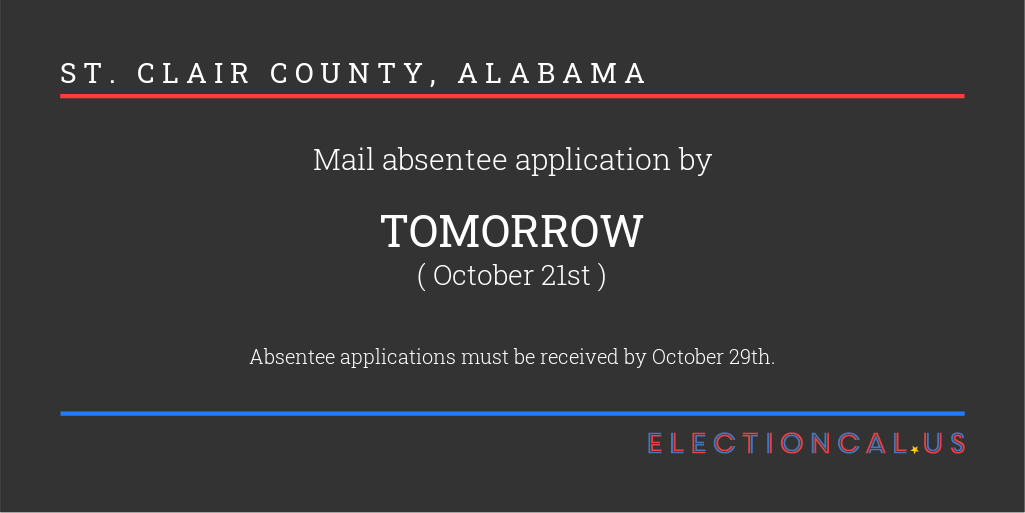 ST. CLAIR COUNTY, ALABAMA
Mail absentee application by
TOMORROW
( October 21st )
Absentee applications must be received by October 29th.
ELECTIONCAL.US